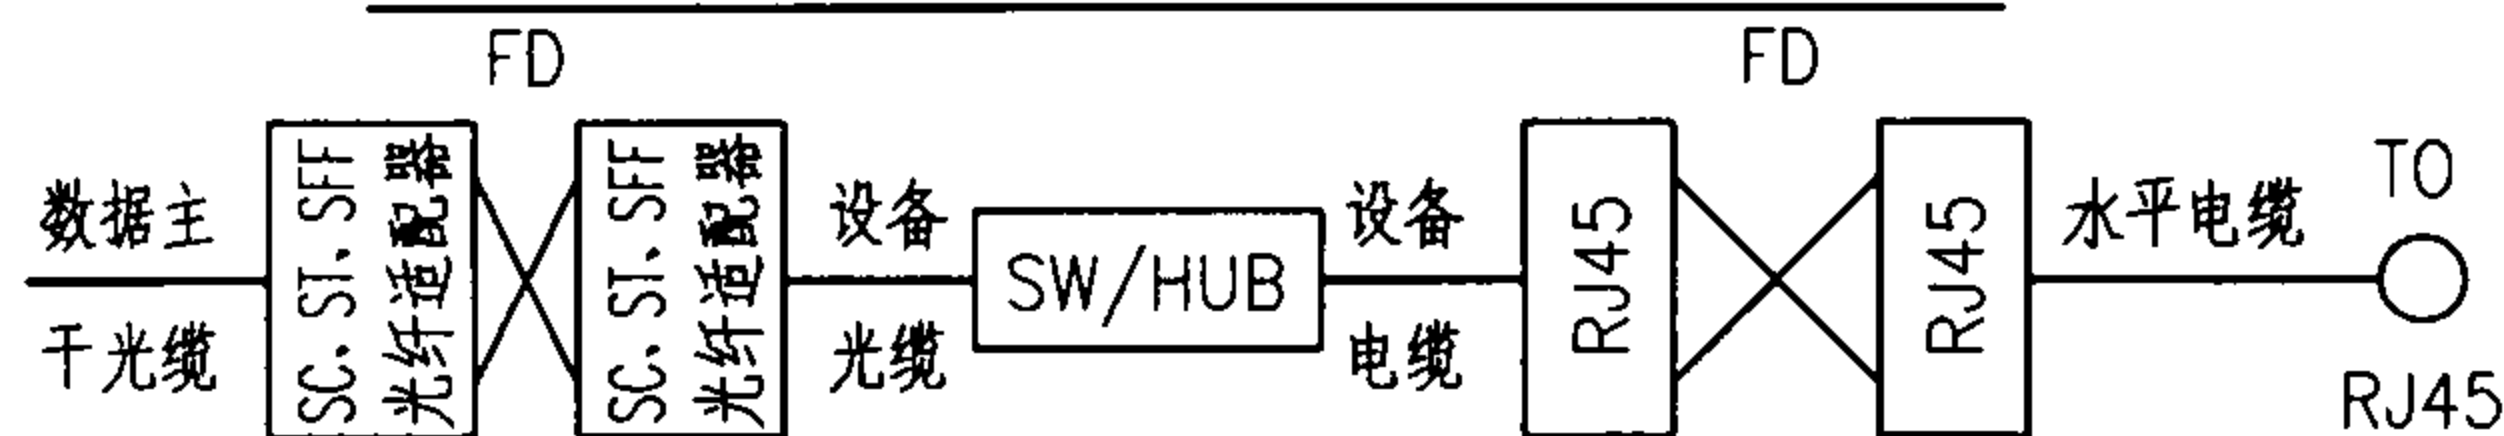 FD
FD
数据主
干光缆
SC. ST. SFF
光纤适配器
SC. ST. SFF
光纤适配器
设备
光缆
SW/HUB
设备
电缆
RJ45
RJ45
水平电缆
TO
RJ45